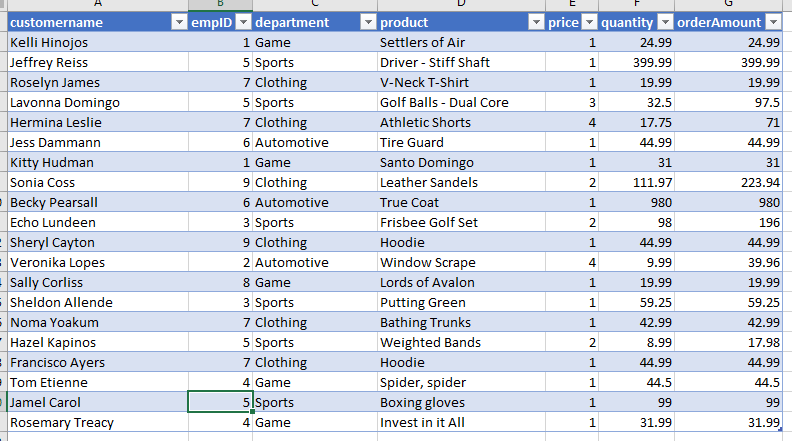 A B C D E F G
customername empID department product price quantity orderAmount
Kelli Hinojos 1 Game Settlers of Air 1 24.99 24.99
Jeffrey Reiss 5 Sports Driver - Stiff Shaft 1 399.99 399.99
Roselyn James 7 Clothing V-Neck T-Shirt 1 19.99 19.99
Lavonna Domingo 5 Sports Golf Balls - Dual Core 3 32.5 97.5
Hermina Leslie 7 Clothing Athletic Shorts 4 17.75 71
Jess Dammann 6 Automotive Tire Guard 1 44.99 44.99
Kitty Hudman 1 Game Santo Domingo 1 31 31
Sonia Coss 9 Clothing Leather Sandels 2 111.97 223.94
Becky Pearsall 6 Automotive True Coat 1 980 980
Echo Lundeen 3 Sports Frisbee Golf Set 2 98 196
Sheryl Cayton 9 Clothing Hoodie 1 44.99 44.99
Veronika Lopes 2 Automotive Window Scrape 4 9.99 39.96
Sally Corliss 8 Game Lords of Avalon 1 19.99 19.99
Sheldon Allende 3 Sports Putting Green 1 59.25 59.25
Noma Yoakum 7 Clothing Bathing Trunks 1 42.99 42.99
Hazel Kapinos 5 Sports Weighted Bands 2 8.99 17.98
Francisco Ayers 7 Clothing Hoodie 1 44.99 44.99
Tom Etienne 4 Game Spider, spider 1 44.5 44.5
Jamel Carol 5 Sports Boxing gloves 1 99 99
Rosemary Treacy 4 Game Invest in it All 1 31.99 31.99